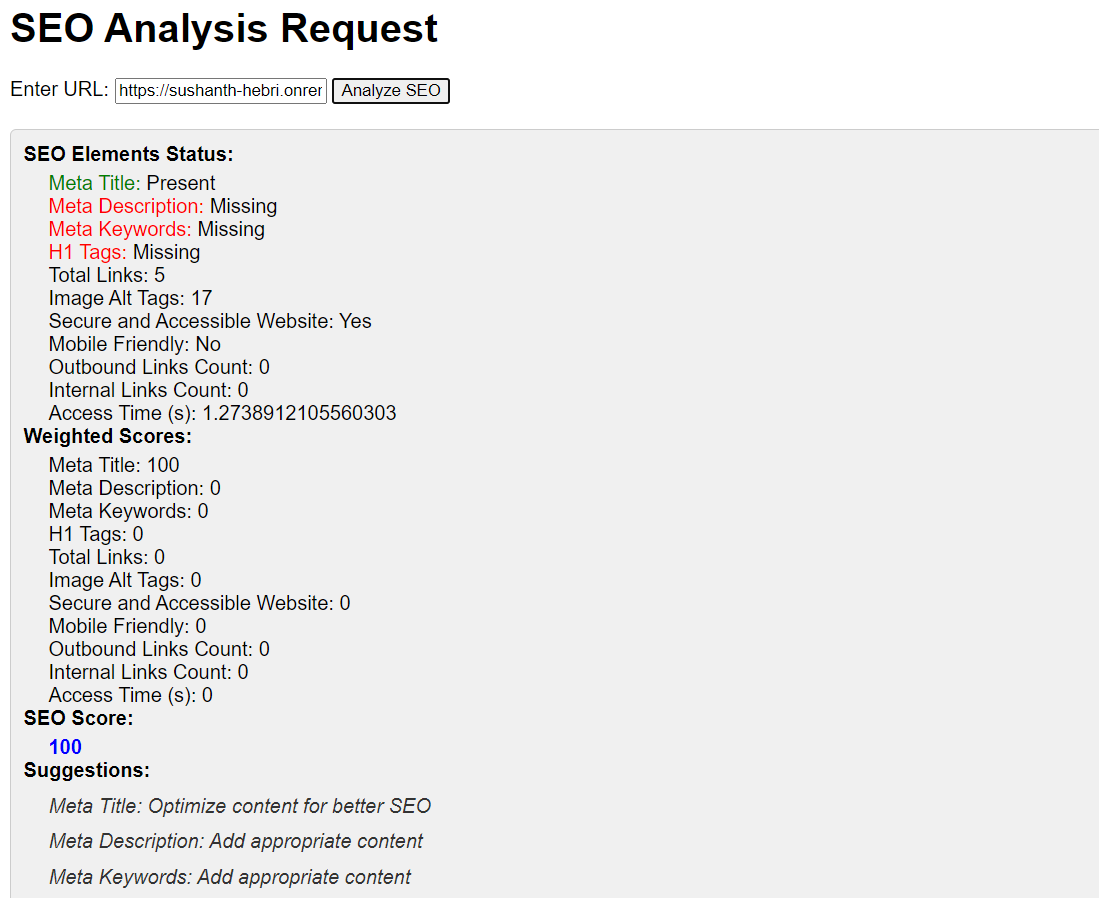 SEO Analysis Request
Enter URL: https://sushanth-hebri.onrer Analyze SEO
SEO Elements Status:
Meta Title: Present
Meta Description: Missing
Meta Keywords: Missing
H1 Tags: Missing
Total Links: 5
Image Alt Tags: 17
Secure and Accessible Website: Yes
Mobile Friendly: No
Outbound Links Count: 0
Internal Links Count: 0
Access Time (s): 1.2738912105560303
Weighted Scores:
Meta Title: 100
Meta Description: 0
Meta Keywords: 0
H1 Tags: 0
Total Links: 0
Image Alt Tags: 0
Secure and Accessible Website: 0
Mobile Friendly: 0
Outbound Links Count: 0
Internal Links Count: 0
Access Time (s): 0
SEO Score:
100
Suggestions:
Meta Title: Optimize content for better SEO
Meta Description: Add appropriate content
Meta Keywords: Add appropriate content